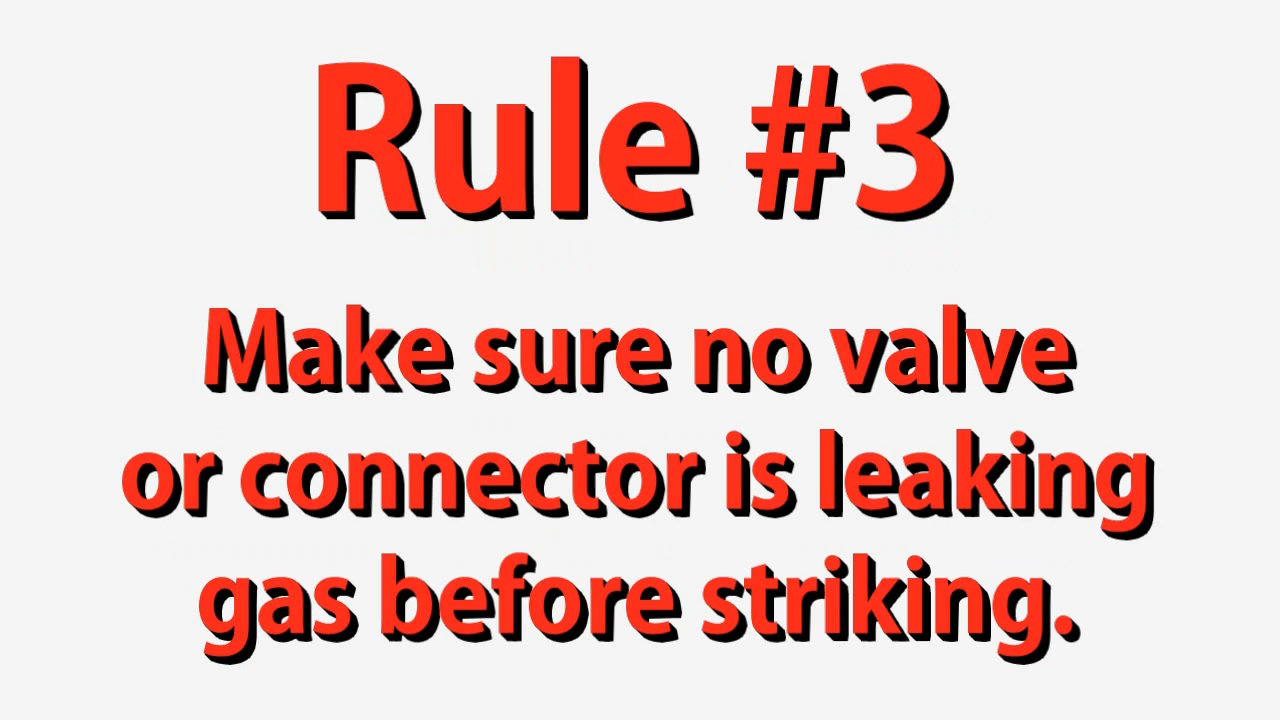 Rule #3
Make sure no valve
or connector is leaking
gas before striking.